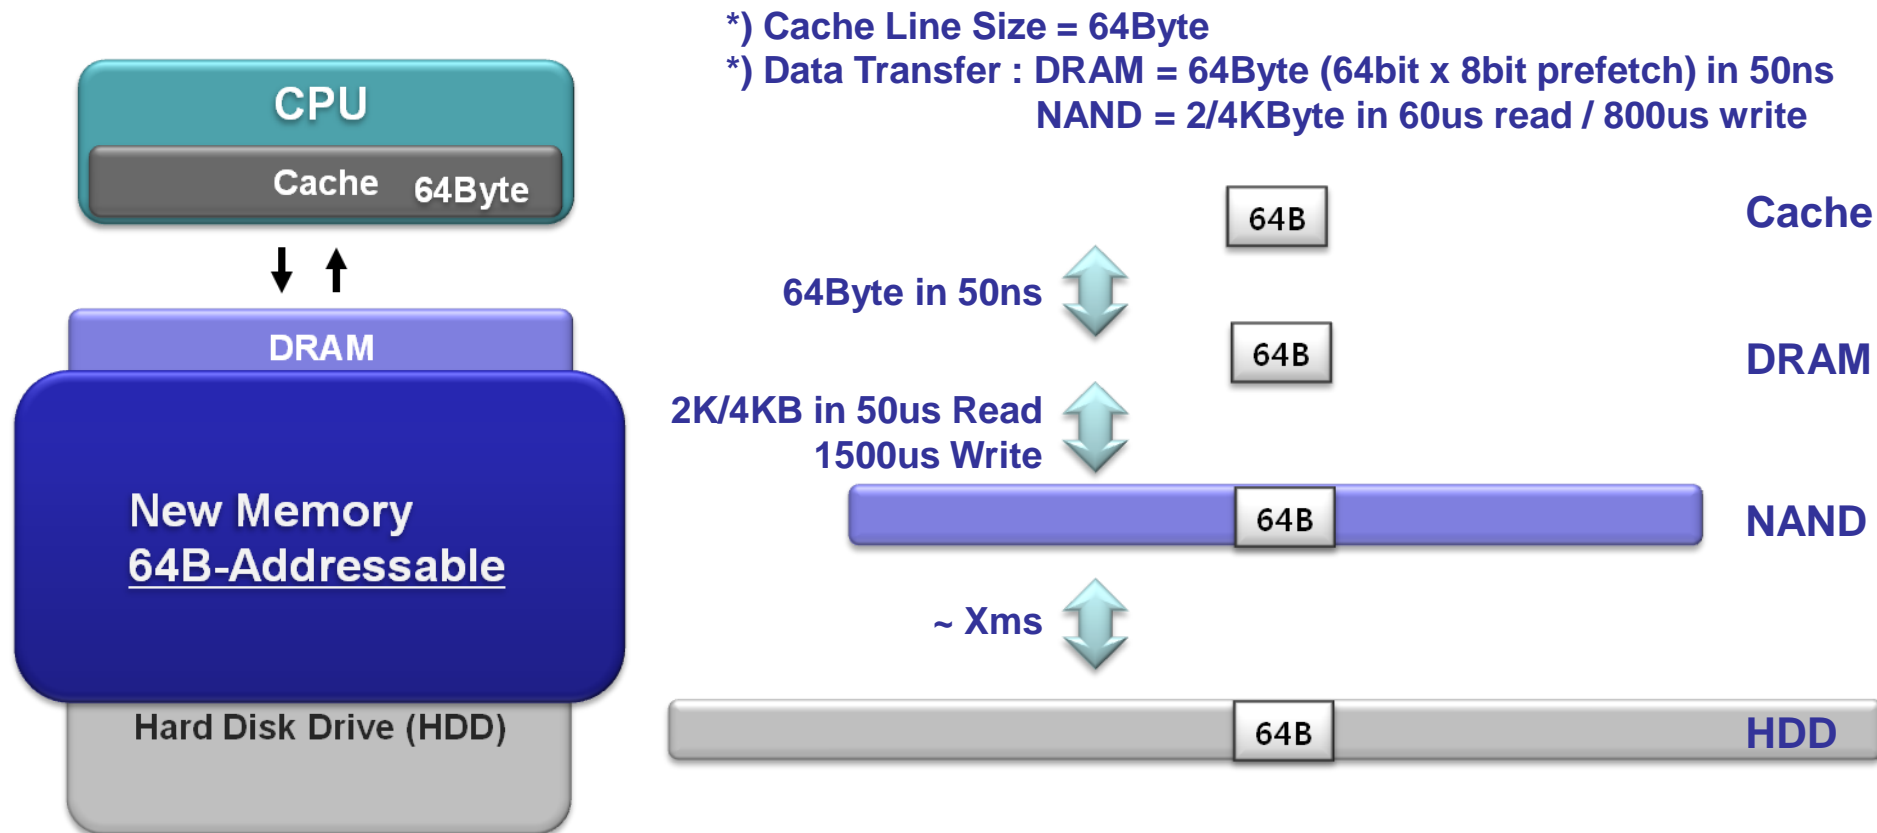 *) Cache Line Size = 64Byte
*) Data Transfer : DRAM = 64Byte (64bit x 8bit prefetch) in 50ns
NAND = 2/4KByte in 60us read / 800us write
CPU
Cache 64Byte
DRAM
New Memory
64B-Addressable
Hard Disk Drive (HDD)
64B Cache
64Byte in 50ns
64B DRAM
2K/4KB in 50us Read
1500us Write
64B NAND
~ Xms
64B HDD